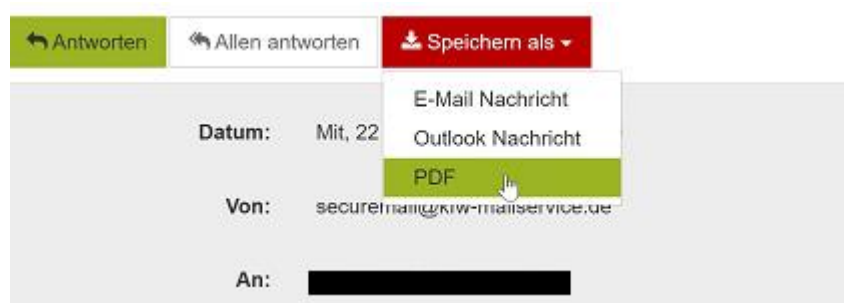 Antworten Allen antworten Speichern als
E-Mail Nachricht
Datum: Mit, 22 Outlook Nachricht
PDF
Von: securemail@kfw-mailservice.de
An: